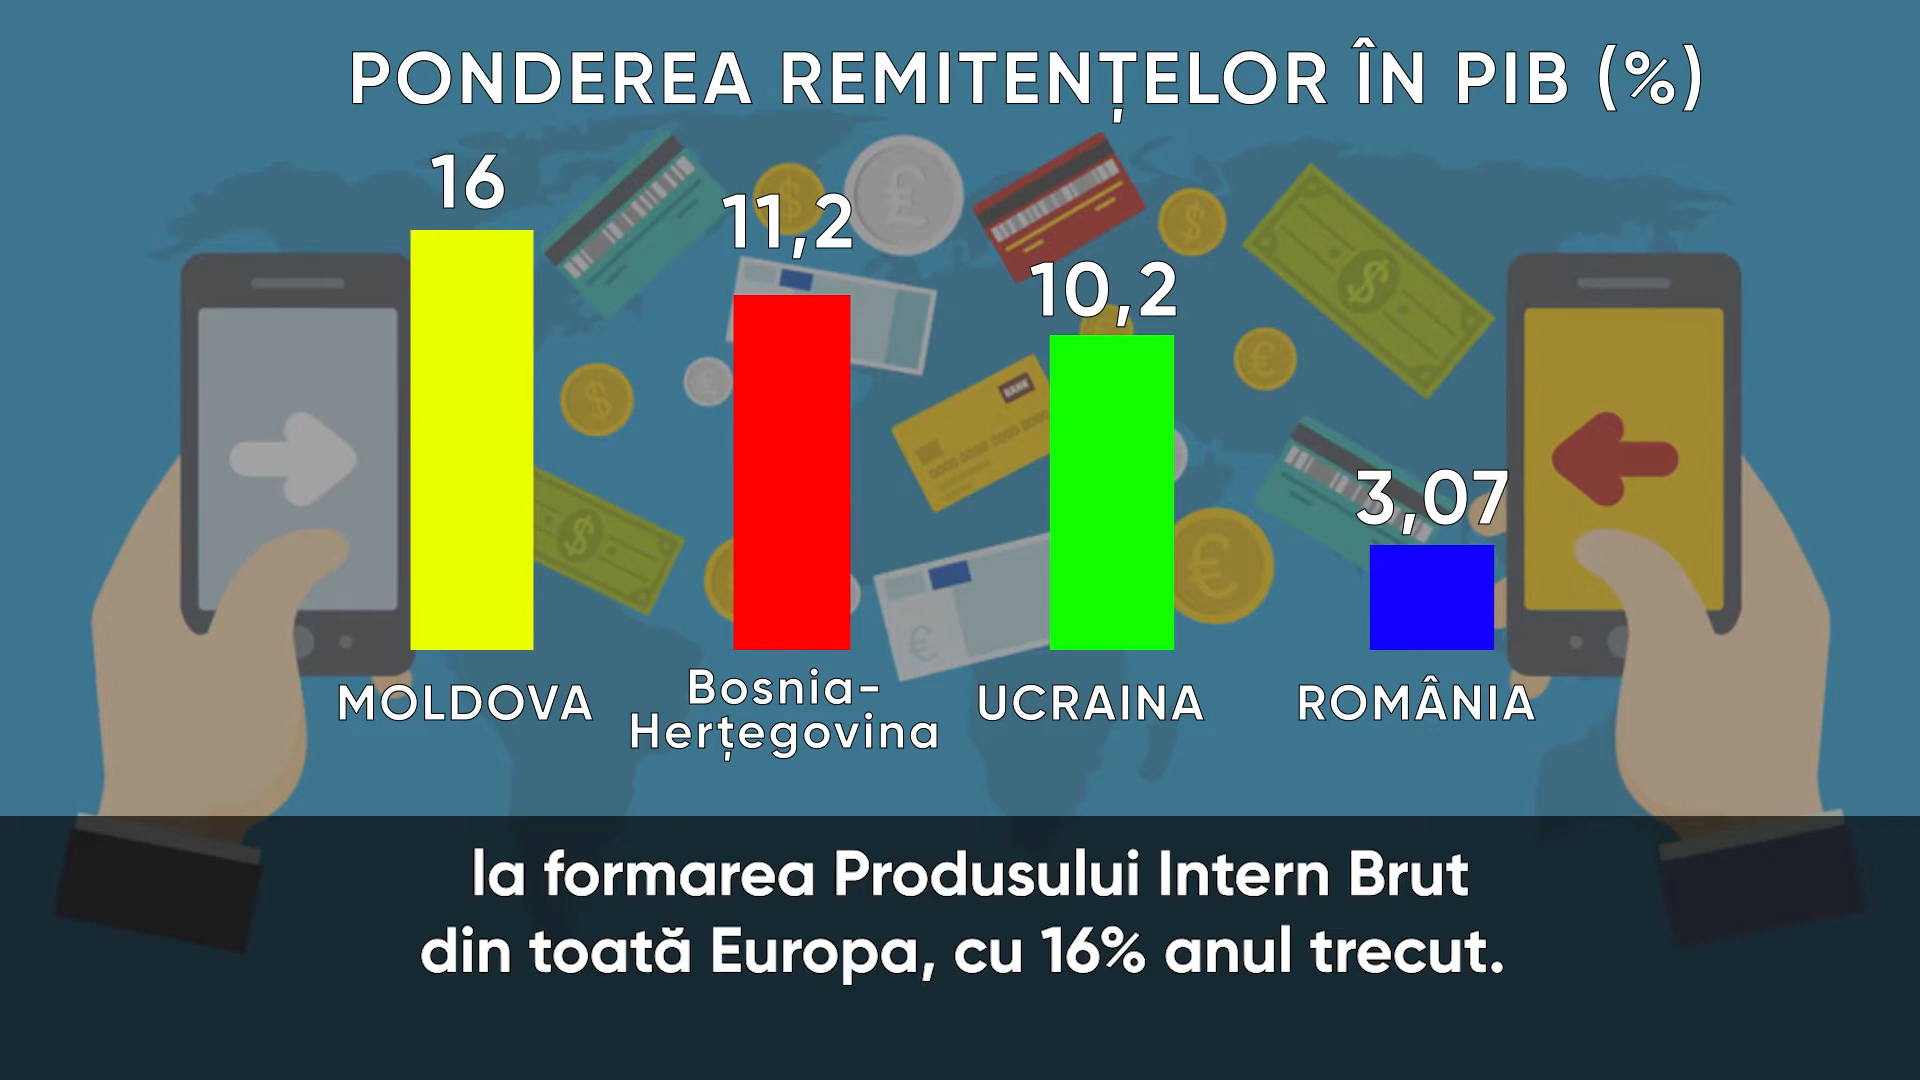 PONDEREA REMITENȚELOR ÎN PIB (%)
16
11,2
10,2
3,07
MOLDOVA
Bosnia-
Herțegovina
UCRAINA
ROMÂNIA
BANK
la formarea Produsului Intern Brut
din toată Europa, cu 16% anul trecut.